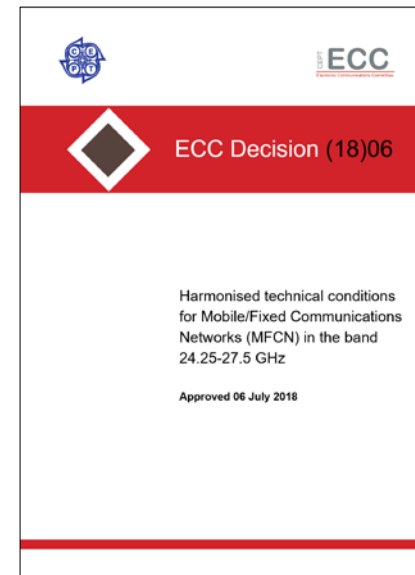 C E
P T
CEPT
ECC
Electronic Communications Committee
ECC Decision (18)06
Harmonised technical conditions
for Mobile/Fixed Communications
Networks (MFCN) in the band
24.25-27.5 GHz
Approved 06 July 2018